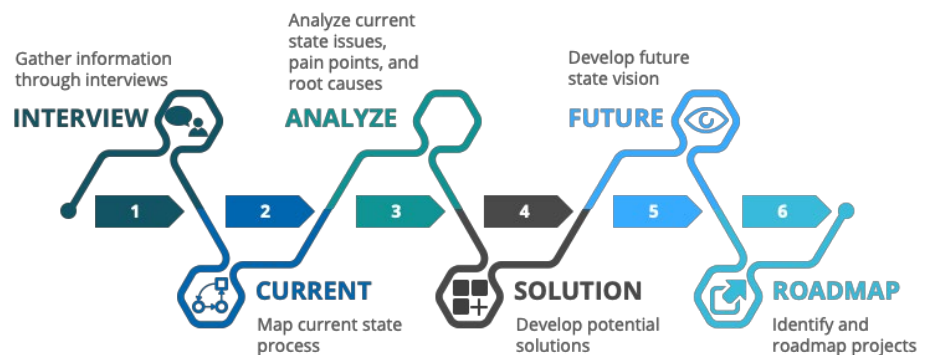 Gather information
through interviews
INTERVIEW
Analyze current
state issues,
pain points, and
root causes
ANALYZE
Develop future
state vision
FUTURE
1
2
3
4
5
6
CURRENT
Map current state
process
SOLUTION
Develop potential
solutions
ROADMAP
Identify and
roadmap projects